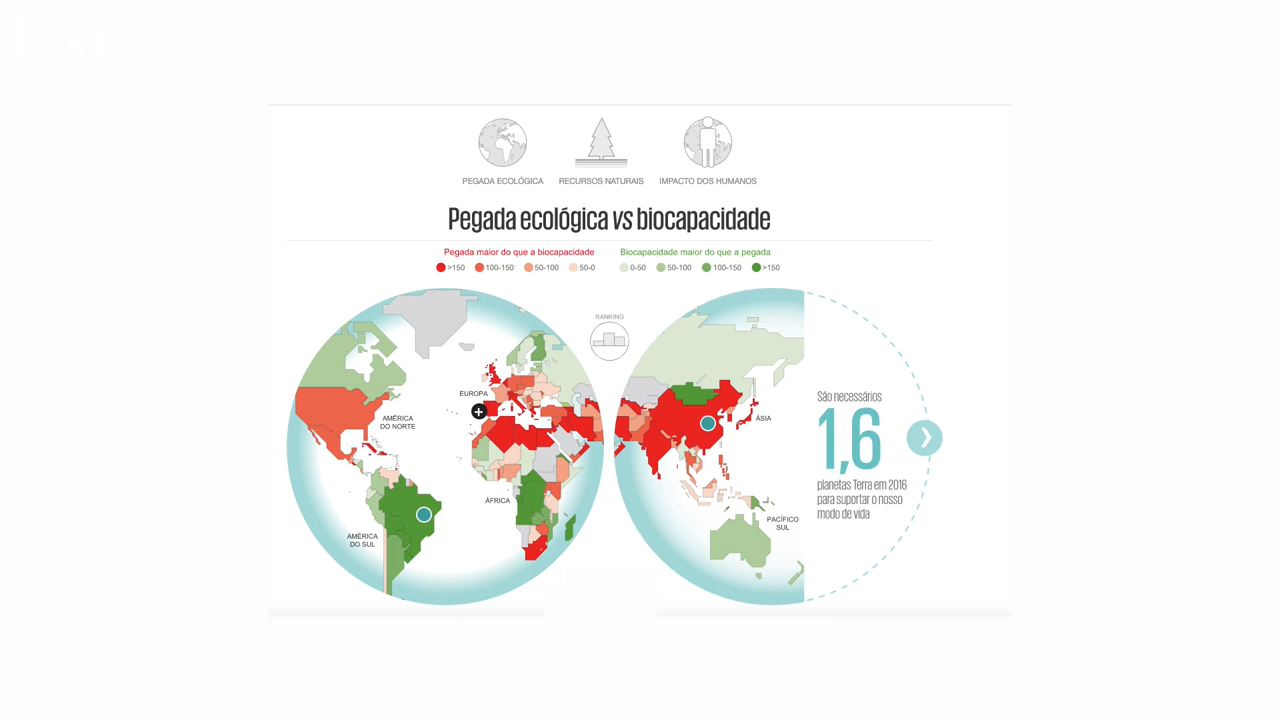 Text
PEGADA ECOLÓGICA
RECURSOS NATURAIS
IMPACTO DOS HUMANOS
Pegada ecológica vs biocapacidade
Pegada maior do que a biocapacidade
Biocapacidade maior do que a pegada
>150
100-150
50-100
50-0
0-50
50-100
100-150
>150
RANKING
EUROPA
AMÉRICA
DO NORTE
ÁFRICA
AMÉRICA
DO SUL
ÁSIA
PACÍFICO
SUL
São necessários
1,6
planetas Terra em 2016
para suportar o nosso
modo de vida